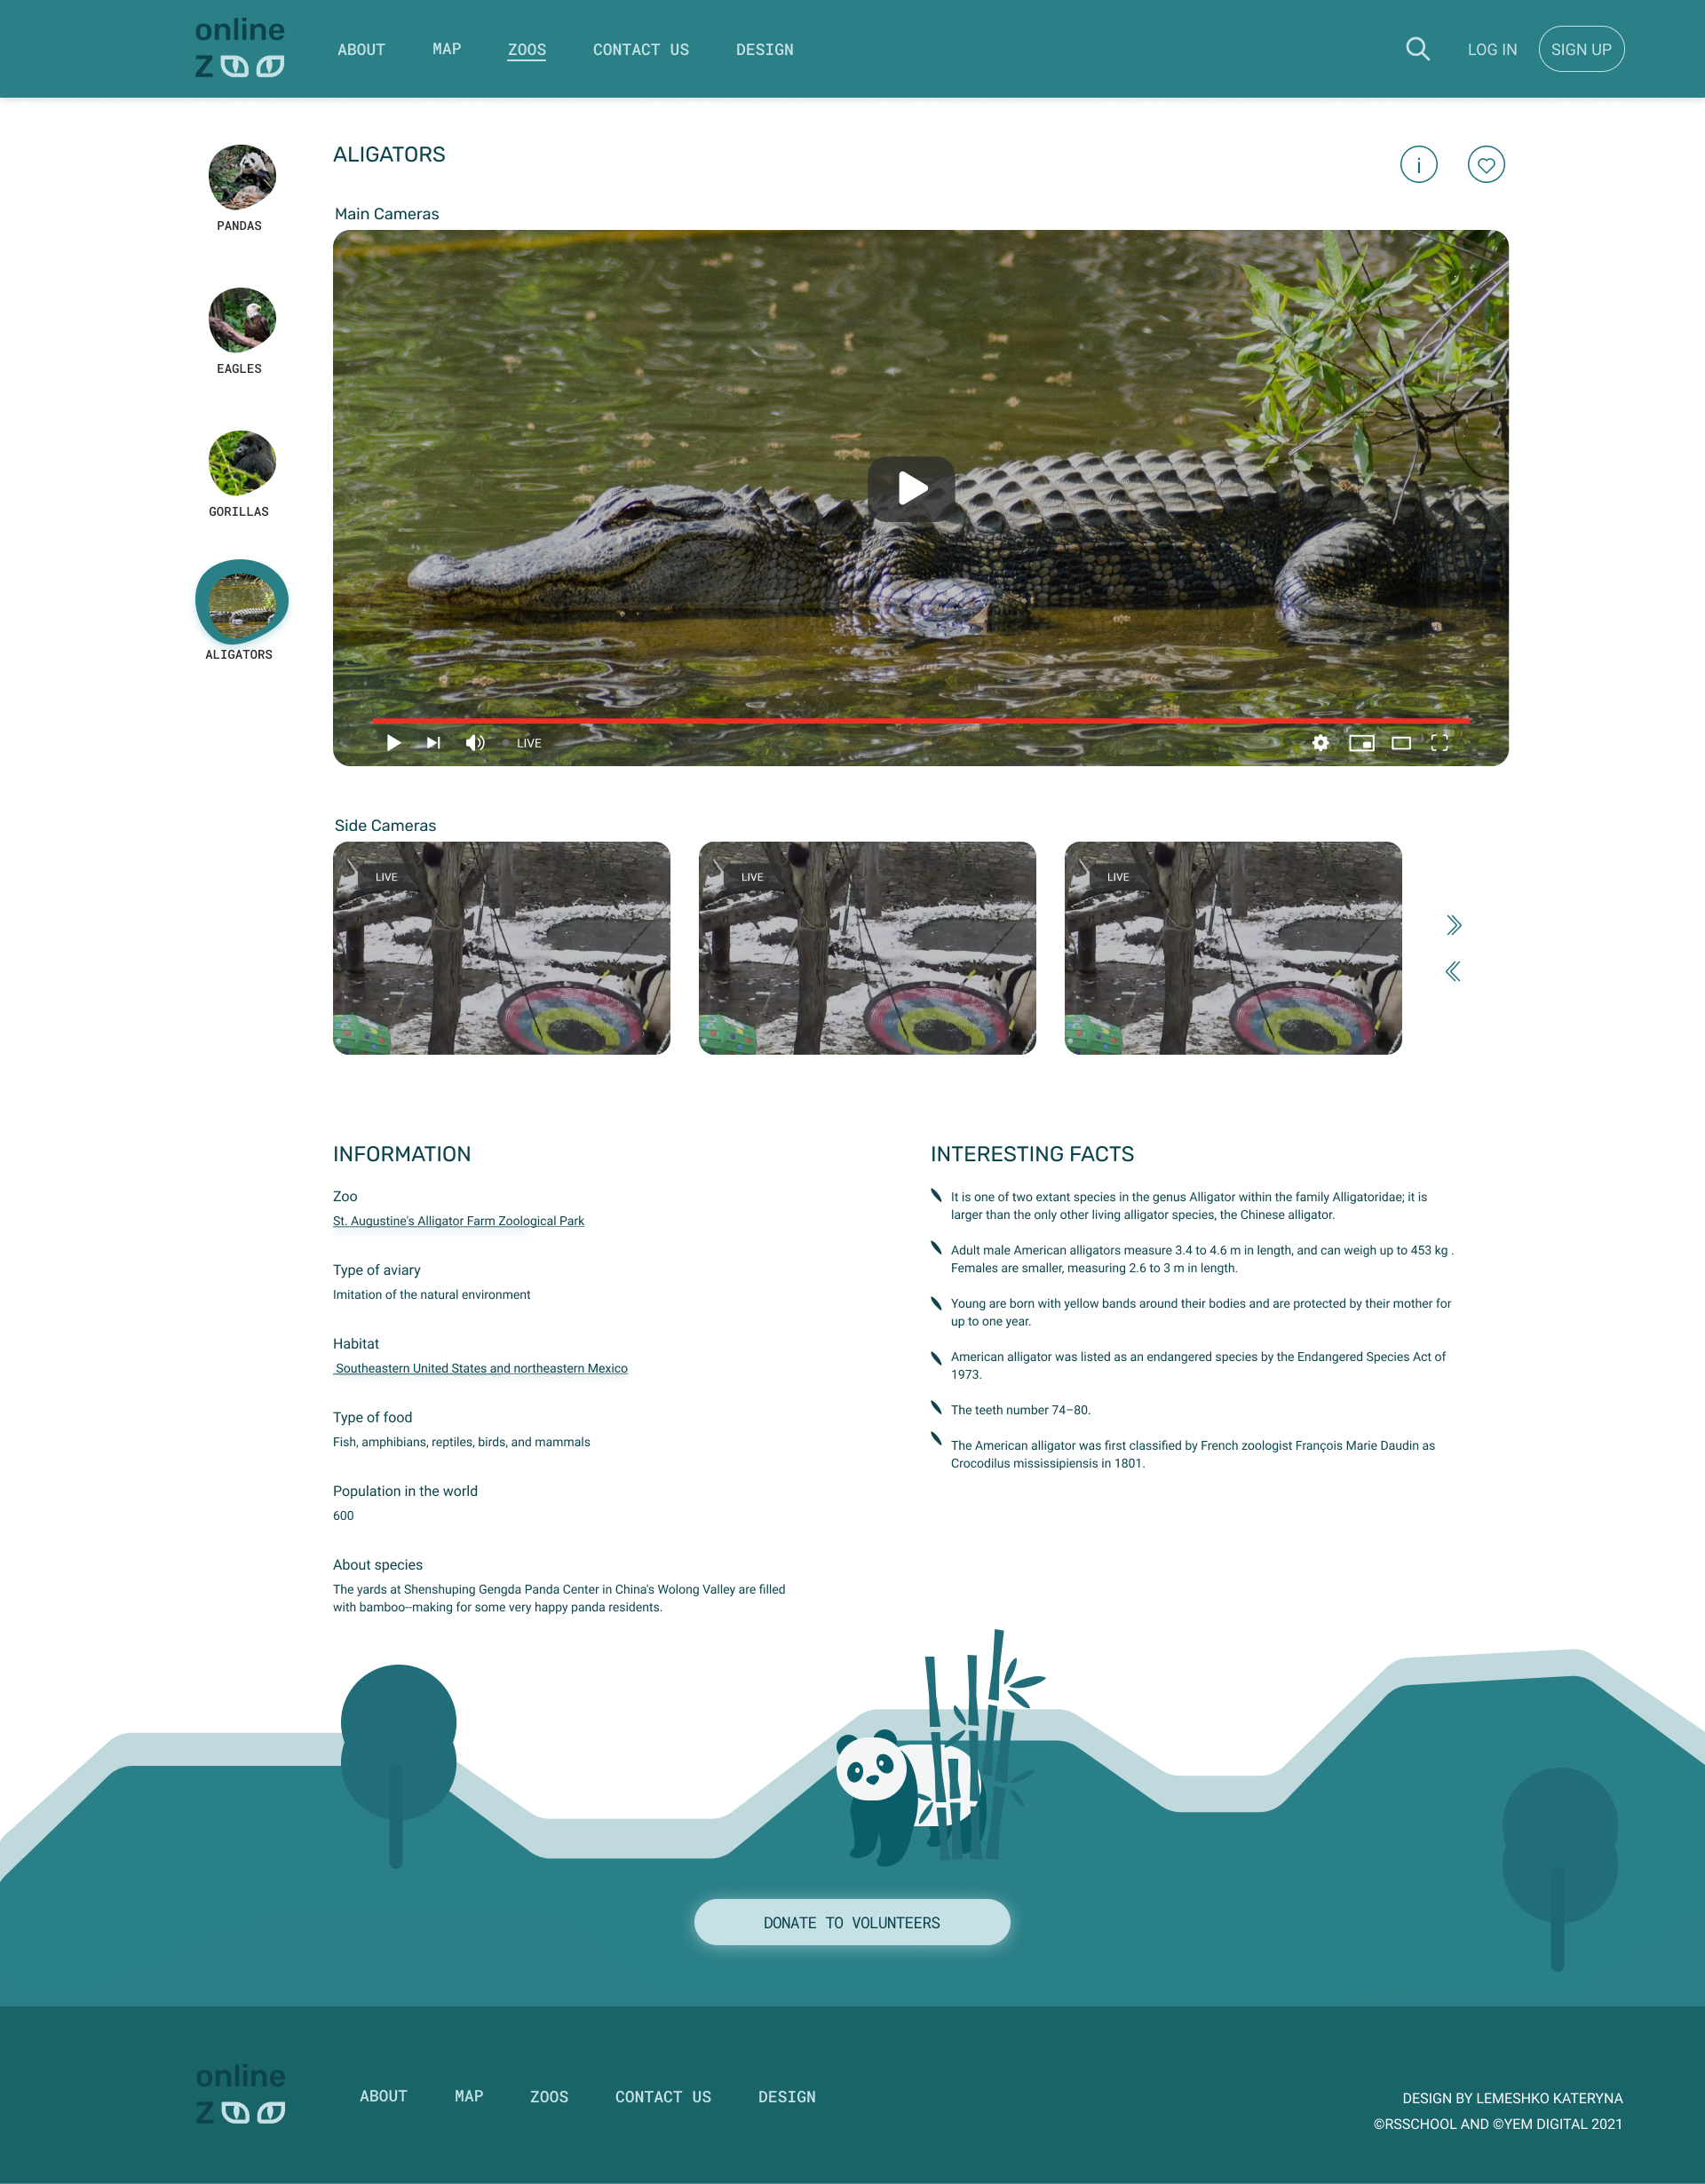 online
ZOO
ABOUT
MAP
ZOOS
CONTACT US
DESIGN
LOG IN
SIGN UP
PANDAS
EAGLES
GORILLAS
ALIGATORS
ALIGATORS
i
Main Cameras
LIVE
Side Cameras
LIVE
LIVE
LIVE
INFORMATION
Zoo
St. Augustine's Alligator Farm Zoological Park
Type of aviary
Imitation of the natural environment
Habitat
Southeastern United States and northeastern Mexico
Type of food
Fish, amphibians, reptiles, birds, and mammals
Population in the world
600
About species
The yards at Shenshuping Gengda Panda Center in China's Wolong Valley are filled
with bamboo--making for some very happy panda residents.
INTERESTING FACTS
It is one of two extant species in the genus Alligator within the family Alligatoridae; it is
larger than the only other living alligator species, the Chinese alligator.
Adult male American alligators measure 3.4 to 4.6 m in length, and can weigh up to 453 kg .
Females are smaller, measuring 2.6 to 3 m in length.
Young are born with yellow bands around their bodies and are protected by their mother for
up to one year.
American alligator was listed as an endangered species by the Endangered Species Act of
1973.
The teeth number 74–80.
The American alligator was first classified by French zoologist François Marie Daudin as
Crocodilus mississipiensis in 1801.
DONATE TO VOLUNTEERS
online
ZOO
ABOUT
MAP
ZOOS
CONTACT US
DESIGN
DESIGN BY LEMESHKO KATERYNA
©RSSCHOOL AND ©YEM DIGITAL 2021